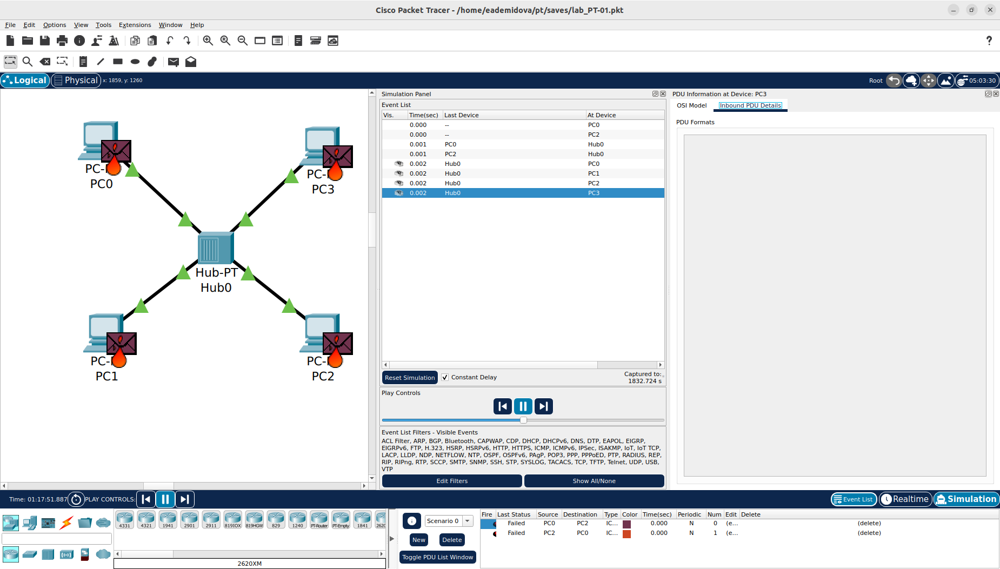 Cisco Packet Tracer - /home/eademidova/pt/saves/lab_PT-01.pkt
File Edit Options View Tools Extensions Window Help
Logical Physical x: 1859, y: 1260 Root 05:03:30
PC0
PC3
Hub-PT
Hub0
PC1
PC2
Simulation Panel
Event List
Vis. Time(sec) Last Device At Device
0.000 -- PC0
0.000 -- PC2
0.001 PC0 Hub0
0.001 PC2 Hub0
0.002 Hub0 PC0
0.002 Hub0 PC1
0.002 Hub0 PC2
0.002 Hub0 PC3
Reset Simulation Constant Delay Captured to:
1832.724 s
Play Controls
Event List Filters - Visible Events
ACL Filter, ARP, BGP, Bluetooth, CAPWAP, CDP, DHCP, DHCPv6, DNS, DTP, EAPOL, EIGRP,
EIGRPv6, FTP, H.323, HSRP, HSRPv6, HTTP, HTTPS, ICMP, ICMPv6, IPSec, ISAKMP, IoT, IoT TCP,
LACP, LLDP, NDP, NETFLOW, NTP, OSPF, OSPFv6, PAgP, POP3, PPP, PPPoED, PTP, RADIUS, REP,
RIP, RIPng, RTP, SCCP, SMTP, SNMP, SSH, STP, SYSLOG, TACACS, TCP, TFTP, Telnet, UDP, USB,
VTP
Edit Filters Show All/None
PDU Information at Device: PC3
OSI Model Inbound PDU Details
PDU Formats
Time: 01:17:51.887 PLAY CONTROLS: Event List Realtime Simulation
4331 4321 1941 2901 2911 819IOX 819HGW 829 1240 PT-Router PT-Empty 1841 2620
2620XM
Scenario 0
New Delete
Toggle PDU List Window
Fire Last Status Source Destination Type Color Time(sec) Periodic Num Edit Delete
Failed PC0 PC2 IC... 0.000 N 0 (e... (delete)
Failed PC2 PC0 IC... 0.000 N 1 (e... (delete)